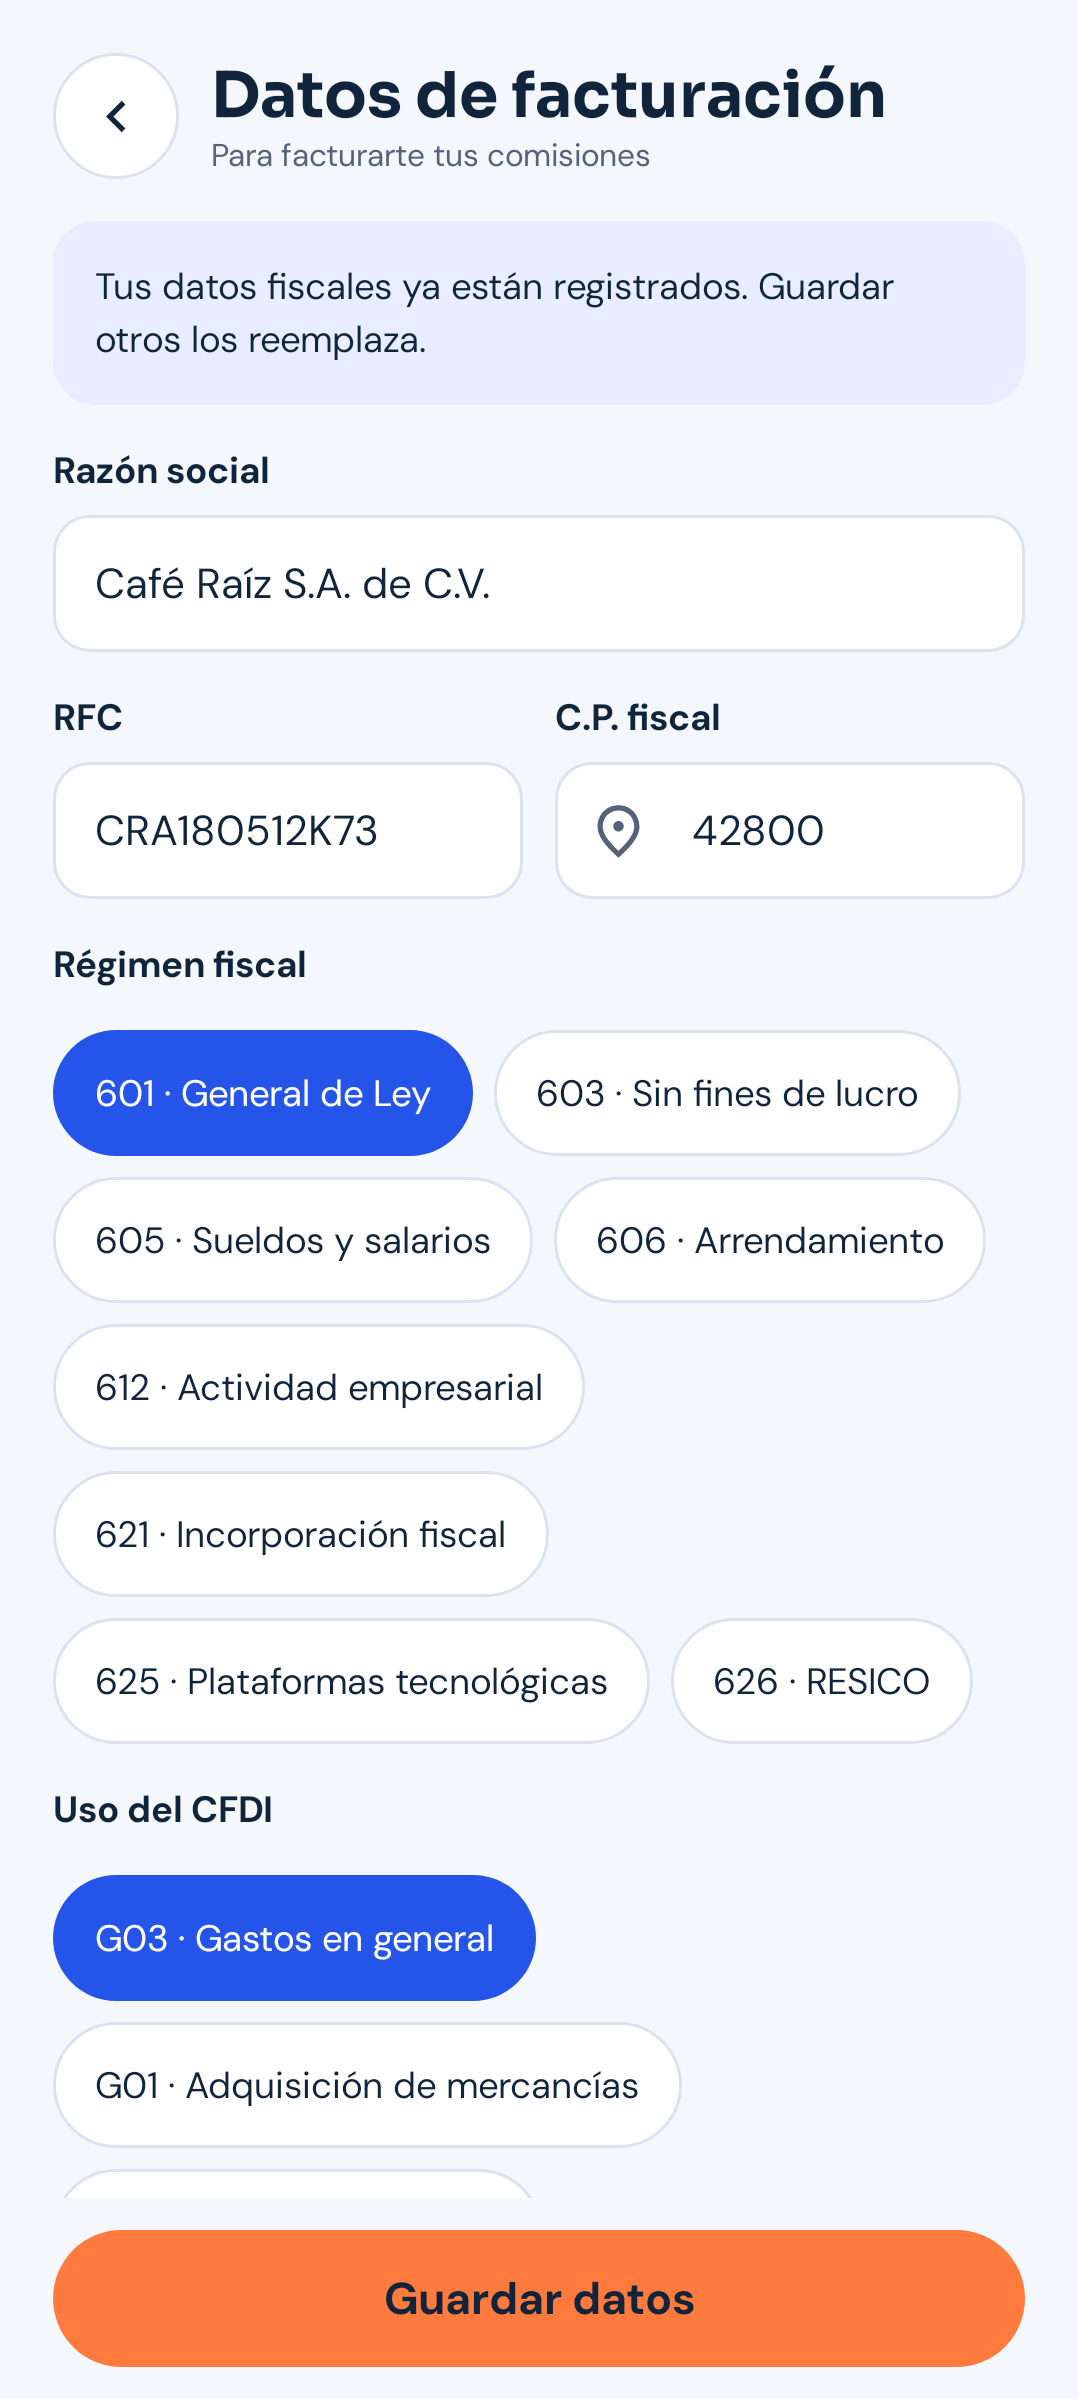 Datos de facturación
Para facturarte tus comisiones
Tus datos fiscales ya están registrados. Guardar
otros los reemplaza.
Razón social
Café Raíz S.A. de C.V.
RFC
C.P. fiscal
CRA180512K73
42800
Régimen fiscal
601 · General de Ley
603 · Sin fines de lucro
605 · Sueldos y salarios
606 · Arrendamiento
612 · Actividad empresarial
621 · Incorporación fiscal
625 · Plataformas tecnológicas
626 · RESICO
Uso del CFDI
G03 · Gastos en general
G01 · Adquisición de mercancías
Guardar datos